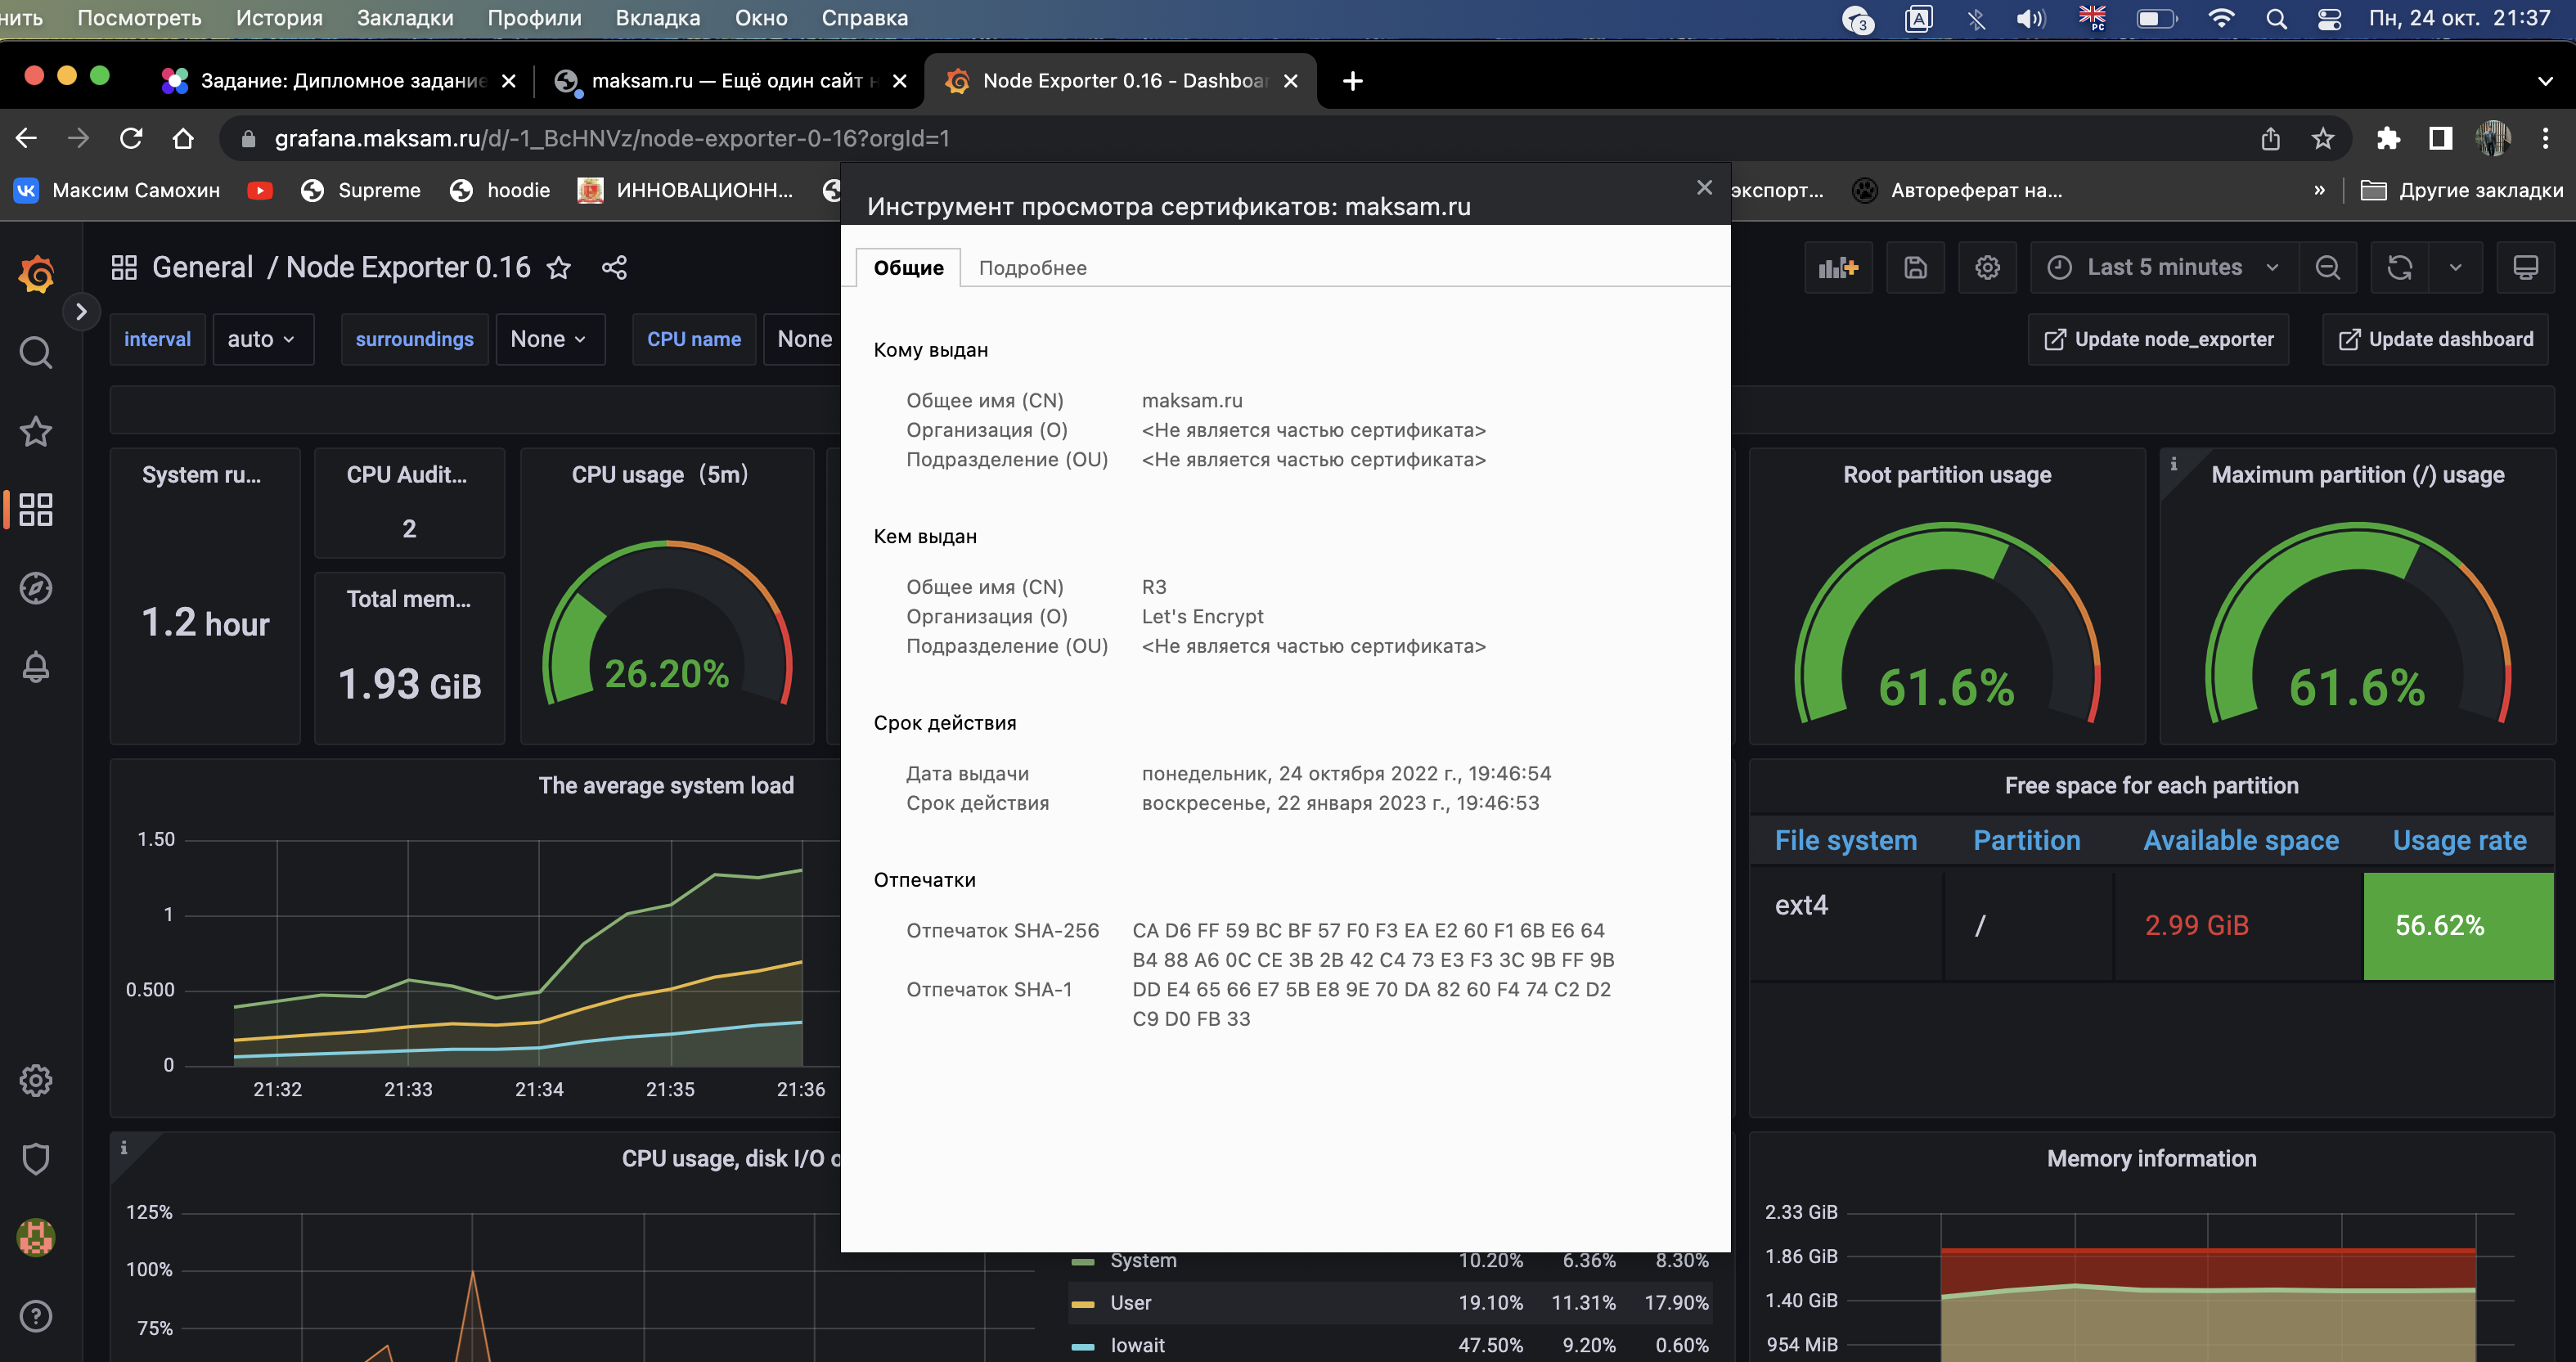 нить Посмотреть История Закладки Профили Вкладка Окно Справка 3 A PC Пн, 24 окт. 21:37
Задание: Дипломное задание maksam.ru — Ещё один сайт н Node Exporter 0.16 - Dashboar
grafana.maksam.ru/d/-1_BcHNVz/node-exporter-0-16?orgId=1
Максим Самохин Supreme hoodie ИННОВАЦИОНН... экспорт... Автореферат на... » Другие закладки
Инструмент просмотра сертификатов: maksam.ru
General / Node Exporter 0.16 Last 5 minutes
Общие Подробнее
interval auto surroundings None CPU name None Update node_exporter Update dashboard
Кому выдан
Общее имя (CN) maksam.ru
Организация (O) <Не является частью сертификата>
Подразделение (OU) <Не является частью сертификата>
Кем выдан
Общее имя (CN) R3
Организация (O) Let's Encrypt
Подразделение (OU) <Не является частью сертификата>
Срок действия
Дата выдачи понедельник, 24 октября 2022 г., 19:46:54
Срок действия воскресенье, 22 января 2023 г., 19:46:53
Отпечатки
Отпечаток SHA-256 CA D6 FF 59 BC BF 57 F0 F3 EA E2 60 F1 6B E6 64
B4 88 A6 0C CE 3B 2B 42 C4 73 E3 F3 3C 9B FF 9B
Отпечаток SHA-1 DD E4 65 66 E7 5B E8 9E 70 DA 82 60 F4 74 C2 D2
C9 D0 FB 33
System ru...
1.2 hour
CPU Audit...
2
Total mem...
1.93 GiB
CPU usage（5m）
26.20%
Root partition usage
61.6%
Maximum partition (/) usage
61.6%
The average system load
1.50
1
0.500
0
21:32 21:33 21:34 21:35 21:36
Free space for each partition
File system Partition Available space Usage rate
ext4 / 2.99 GiB 56.62%
CPU usage, disk I/O o
125%
100%
75%
System 10.20% 6.36% 8.30%
User 19.10% 11.31% 17.90%
Iowait 47.50% 9.20% 0.60%
Memory information
2.33 GiB
1.86 GiB
1.40 GiB
954 MiB